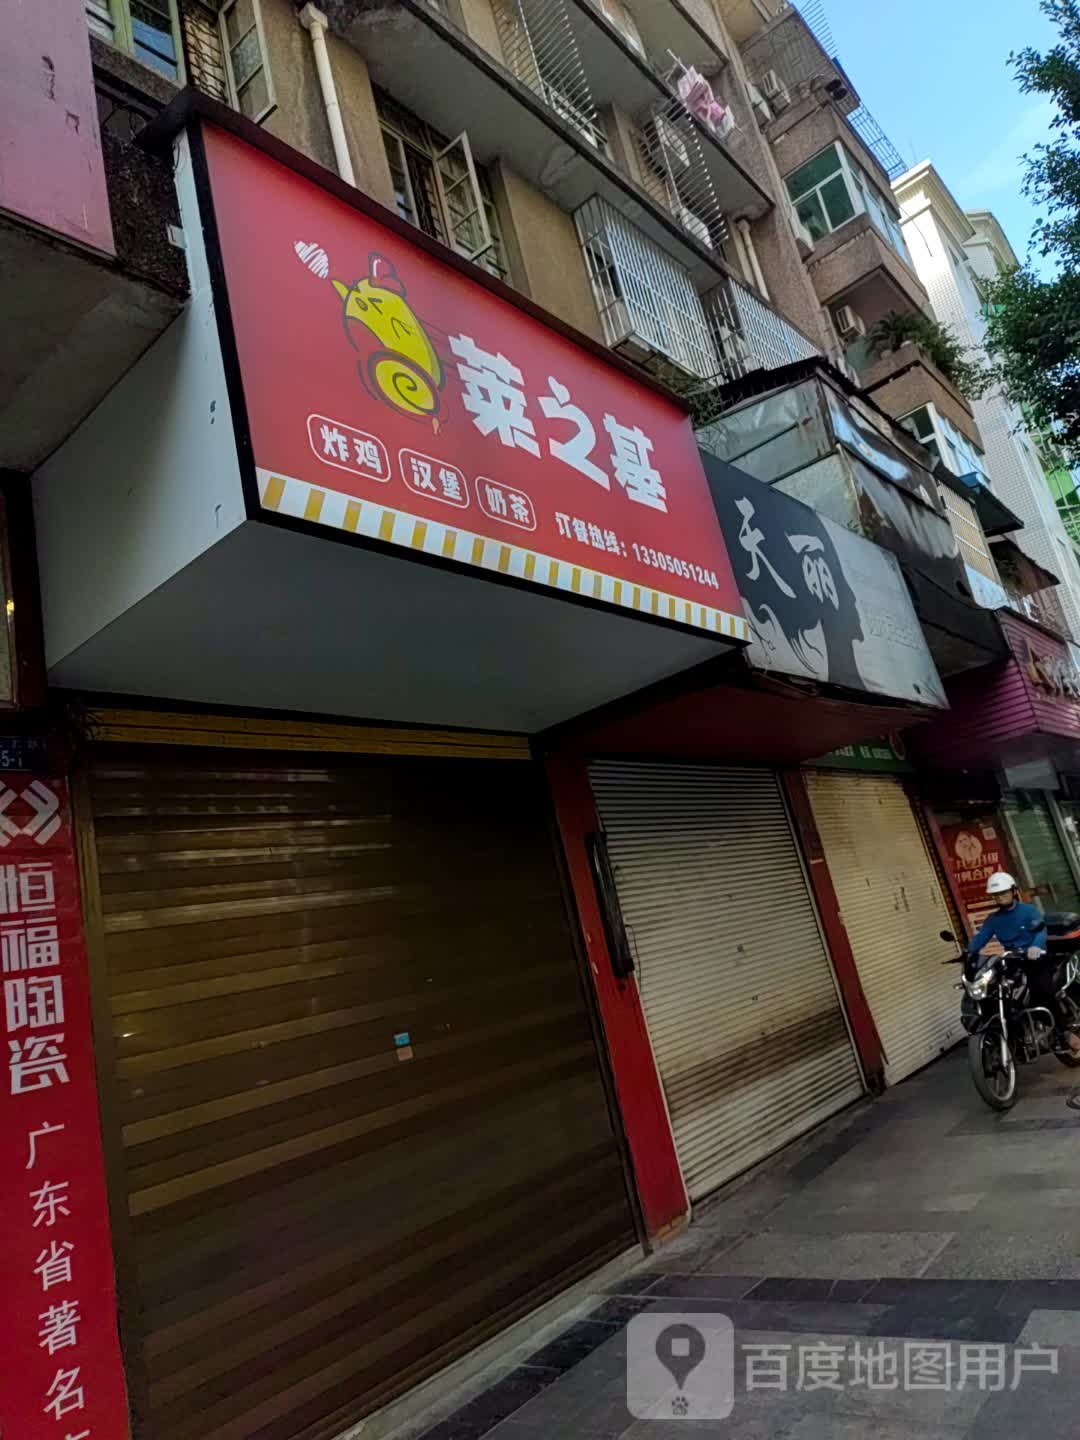 莱之基
炸鸡
汉堡
奶茶
订餐热线：13305051244
天丽
恒福陶瓷
广东省著名
百度地图用户